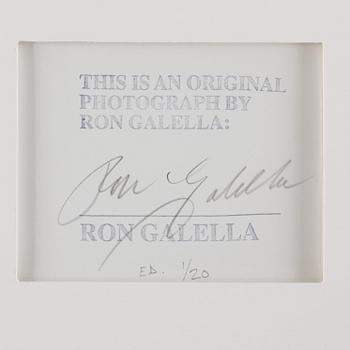 THIS IS AN ORIGINAL
PHOTOGRAPH BY
RON GALELLA:
Ron Galella
RON GALELLA
ED. 1/20